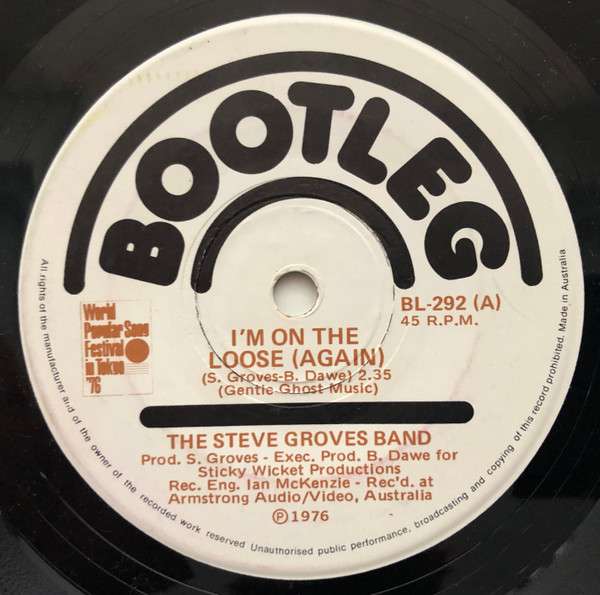 BOOTLEG
BL-292 (A)
45 R.P.M.
World
Popular Song
Festival
in Tokyo
'76
I'M ON THE
LOOSE (AGAIN)
(S. Groves-B. Dawe) 2.35
(Gentle Ghost Music)
THE STEVE GROVES BAND
Prod. S. Groves - Exec. Prod. B. Dawe for
Sticky Wicket Productions
Rec. Eng. Ian McKenzie - Rec'd. at
Armstrong Audio/Video, Australia
Ⓟ 1976
All rights of the manufacturer and of the owner of the recorded work reserved Unauthorised public performance, broadcasting and copying of this record prohibited. Made in Australia